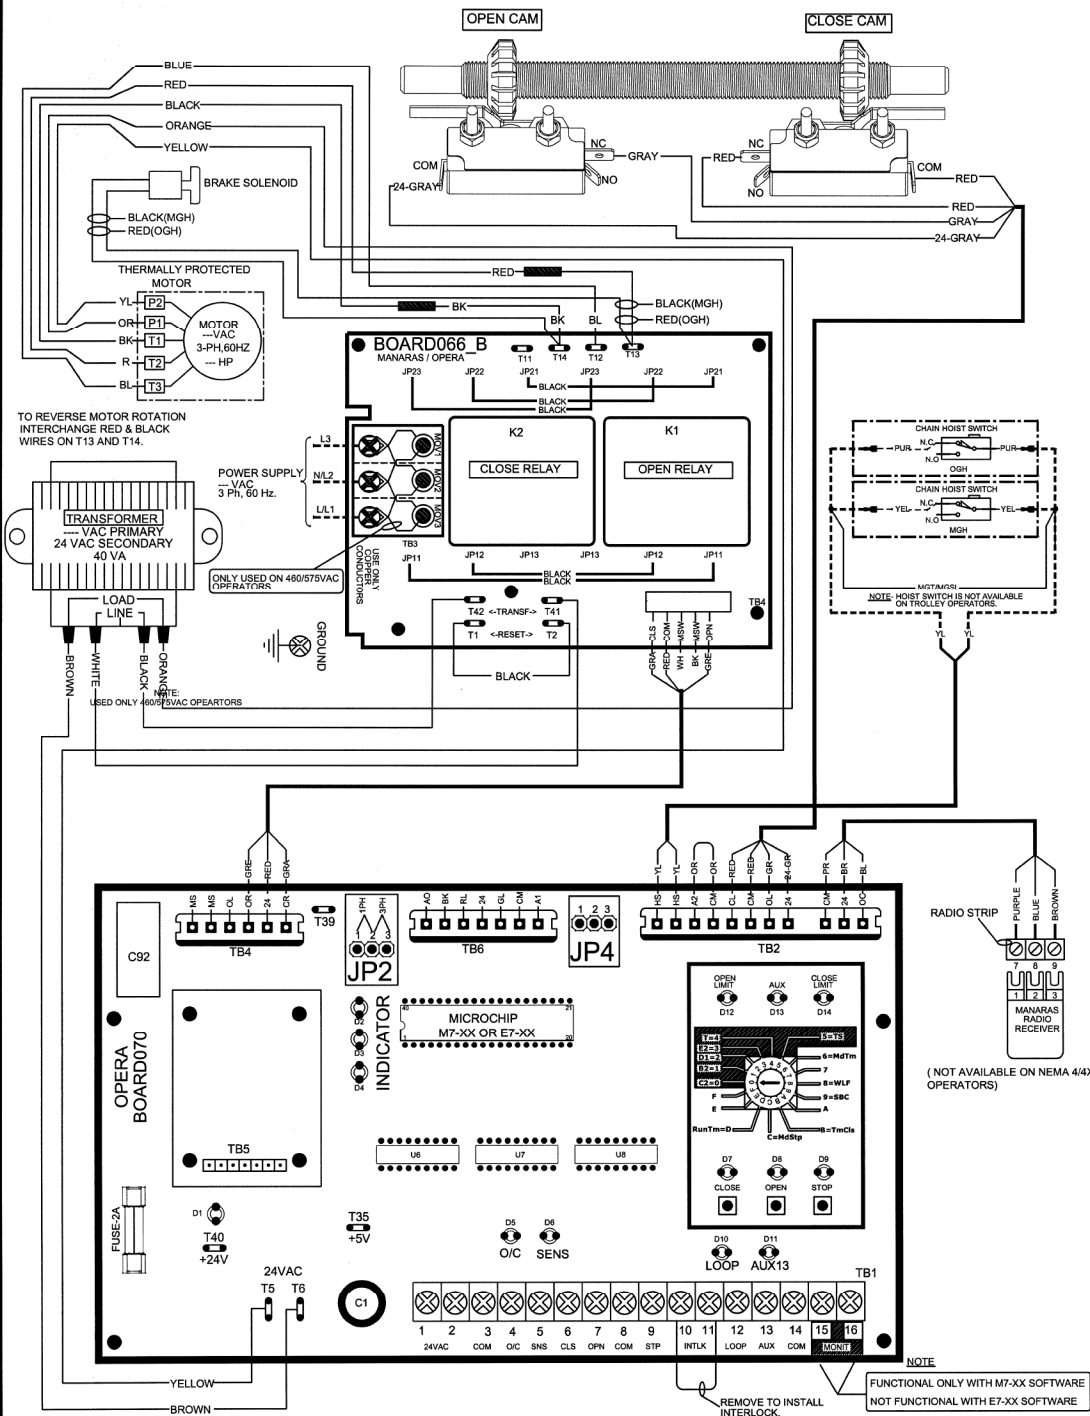 OPEN CAM
CLOSE CAM
BLUE
RED
BLACK
ORANGE
YELLOW
NC
GRAY
COM
NO
24-GRAY
RED
NC
NO
COM
RED
RED
GRAY
24-GRAY
BRAKE SOLENOID
BLACK(MGH)
RED(OGH)
THERMALLY PROTECTED
MOTOR
YL P2
OR P1
BK T1
R T2
BL T3
MOTOR
---VAC
3-PH,60HZ
--- HP
TO REVERSE MOTOR ROTATION
INTERCHANGE RED & BLACK
WIRES ON T13 AND T14.
RED
BK
BK
BL
BLACK(MGH)
RED(OGH)
BOARD066_B
MANARAS / OPERA
T11 T14 T12 T13
JP23 JP22 JP21 JP23 JP22 JP21
BLACK
BLACK
BLACK
K2
CLOSE RELAY
K1
OPEN RELAY
L3
N/L2
L/L1
POWER SUPPLY
--- VAC
3 Ph, 60 Hz.
MOV1
MOV2
MOV3
TB3
USE ONLY
COPPER
CONDUCTORS
ONLY USED ON 460/575VAC
OPERATORS
JP11 JP12 JP13 JP13 JP12 JP11
BLACK
BLACK
T42 <-TRANSF-> T41
T1 <-RESET-> T2
BLACK
TB4
CLS COM MSW MSW OPN
GRA RED WH BK GRE
GROUND
TRANSFORMER
---- VAC PRIMARY
24 VAC SECONDARY
40 VA
LOAD
LINE
BROWN
WHITE
BLACK
ORANGE
NOTE:
USED ONLY 460/575VAC OPEARTORS
CHAIN HOIST SWITCH
PUR N.C. PUR
N.O
OGH
CHAIN HOIST SWITCH
YEL N.C. YEL
N.O
MGH
MGT/MGSL
NOTE- HOIST SWITCH IS NOT AVAILABLE
ON TROLLEY OPERATORS.
YL YL
GRE RED GRA
MS MS OL OR 24 CR
TB4
T39
1PH 3PH
1 2 3
JP2
AO BK RL 24 GL CM A1
TB6
1 2 3
JP4
YL YL OR OR RED RED GR 24-GR PR BR BL
HS HS A2 CM CL CM OL 24 CM 24 OC
TB2
RADIO STRIP
PURPLE BLUE BROWN
7 8 9
1 2 3
MANARAS
RADIO
RECEIVER
( NOT AVAILABLE ON NEMA 4/4X
OPERATORS)
C92
OPERA
BOARD070
TB5
D2
D3
D4
INDICATOR
40 21
MICROCHIP
M7-XX OR E7-XX
1 20
U6 U7 U8
OPEN
LIMIT
D12
AUX
D13
CLOSE
LIMIT
D14
T=4
E2=3
D1=2
B2=1
C2=0
F
E
RunTm=D
C=MdStp
B=TmCls
A
9=SBC
8=WLF
7
6=MdTm
5=TS
0 1 2 3 4 5 6 7 8 9 A B C D E F
D7 D8 D9
CLOSE OPEN STOP
D10 D11
LOOP AUX13
FUSE-2A
D1
T40
+24V
T35
+5V
D5 D6
O/C SENS
24VAC
T5 T6
C1
TB1
1 2 3 4 5 6 7 8 9 10 11 12 13 14 15 16
24VAC COM O/C SNS CLS OPN COM STP INTLK LOOP AUX COM MONIT
YELLOW
BROWN
REMOVE TO INSTALL
INTERLOCK.
NOTE
FUNCTIONAL ONLY WITH M7-XX SOFTWARE
NOT FUNCTIONAL WITH E7-XX SOFTWARE